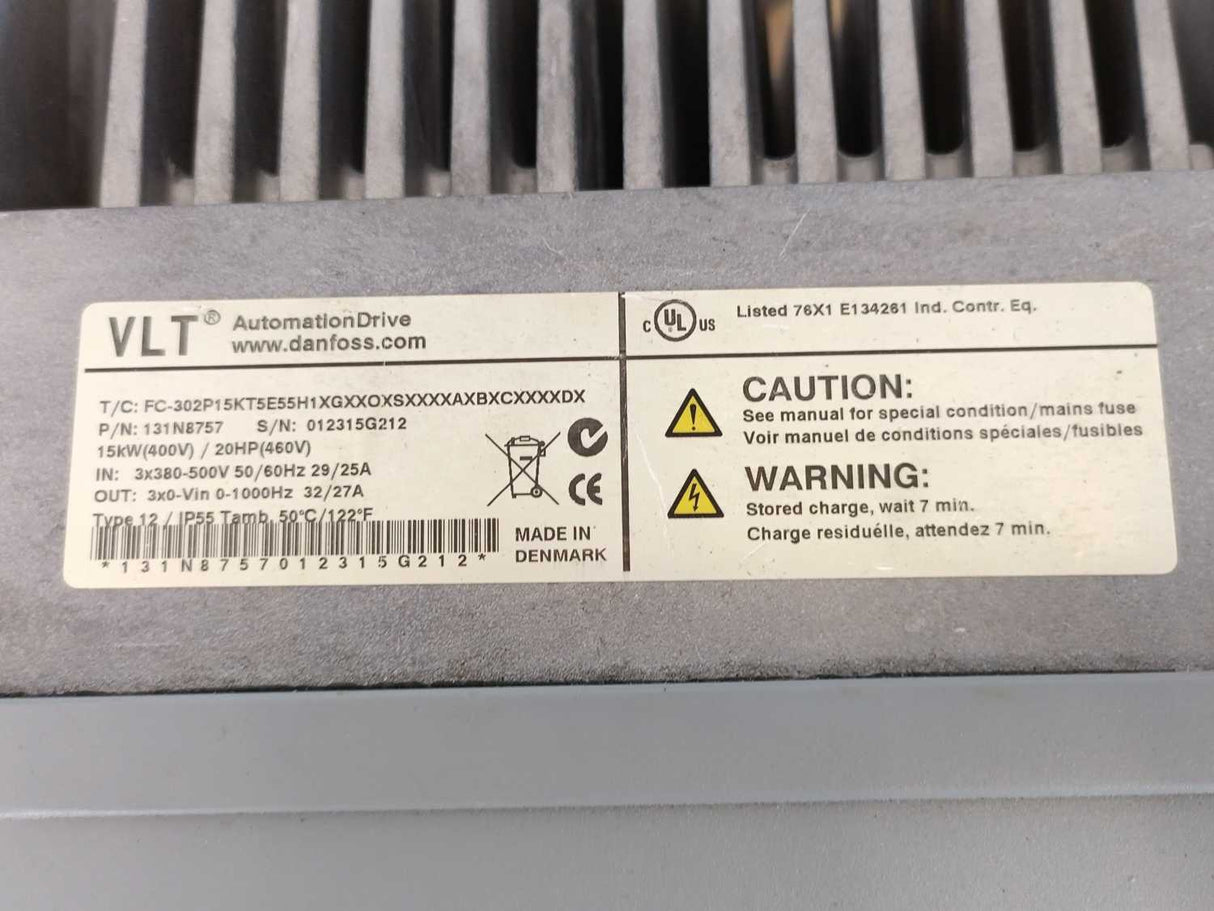 VLT® AutomationDrive
www.danfoss.com
T/C: FC-302P15KT5E55H1XGXXOXSXXXXAXBXCXXXXDX
P/N: 131N8757 S/N: 012315G212
15kW(400V) / 20HP(460V)
IN: 3x380-500V 50/60Hz 29/25A
OUT: 3x0-Vin 0-1000Hz 32/27A
Type 12 / IP55 Tamb. 50°C/122°F
*131N8757012315G212*
CE
MADE IN
DENMARK
c UL US
Listed 76X1 E134261 Ind. Contr. Eq.
CAUTION:
See manual for special condition/mains fuse
Voir manuel de conditions spéciales/fusibles
WARNING:
Stored charge, wait 7 min.
Charge residuélle, attendez 7 min.